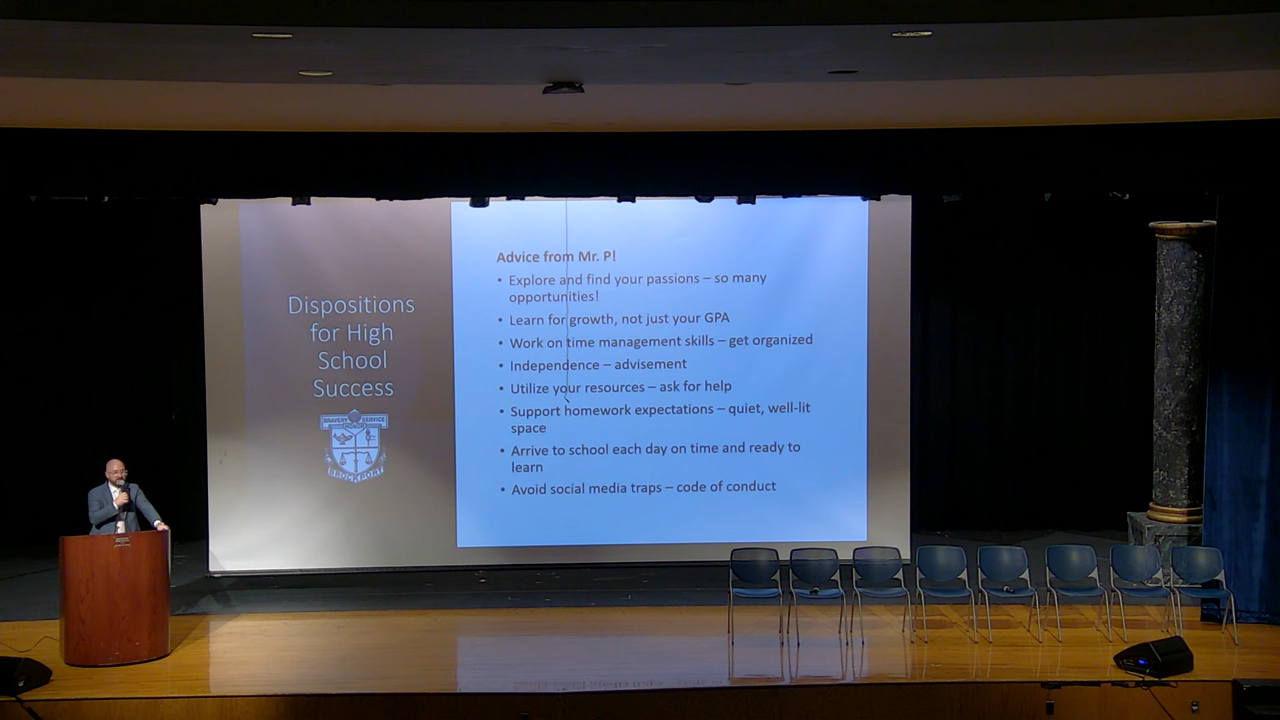 Dispositions
for High
School
Success
BRAVERY SERVICE
BROCKPORT
Advice from Mr. P!
• Explore and find your passions – so many
opportunities!
• Learn for growth, not just your GPA
• Work on time management skills – get organized
• Independence – advisement
• Utilize your resources – ask for help
• Support homework expectations – quiet, well-lit
space
• Arrive to school each day on time and ready to
learn
• Avoid social media traps – code of conduct